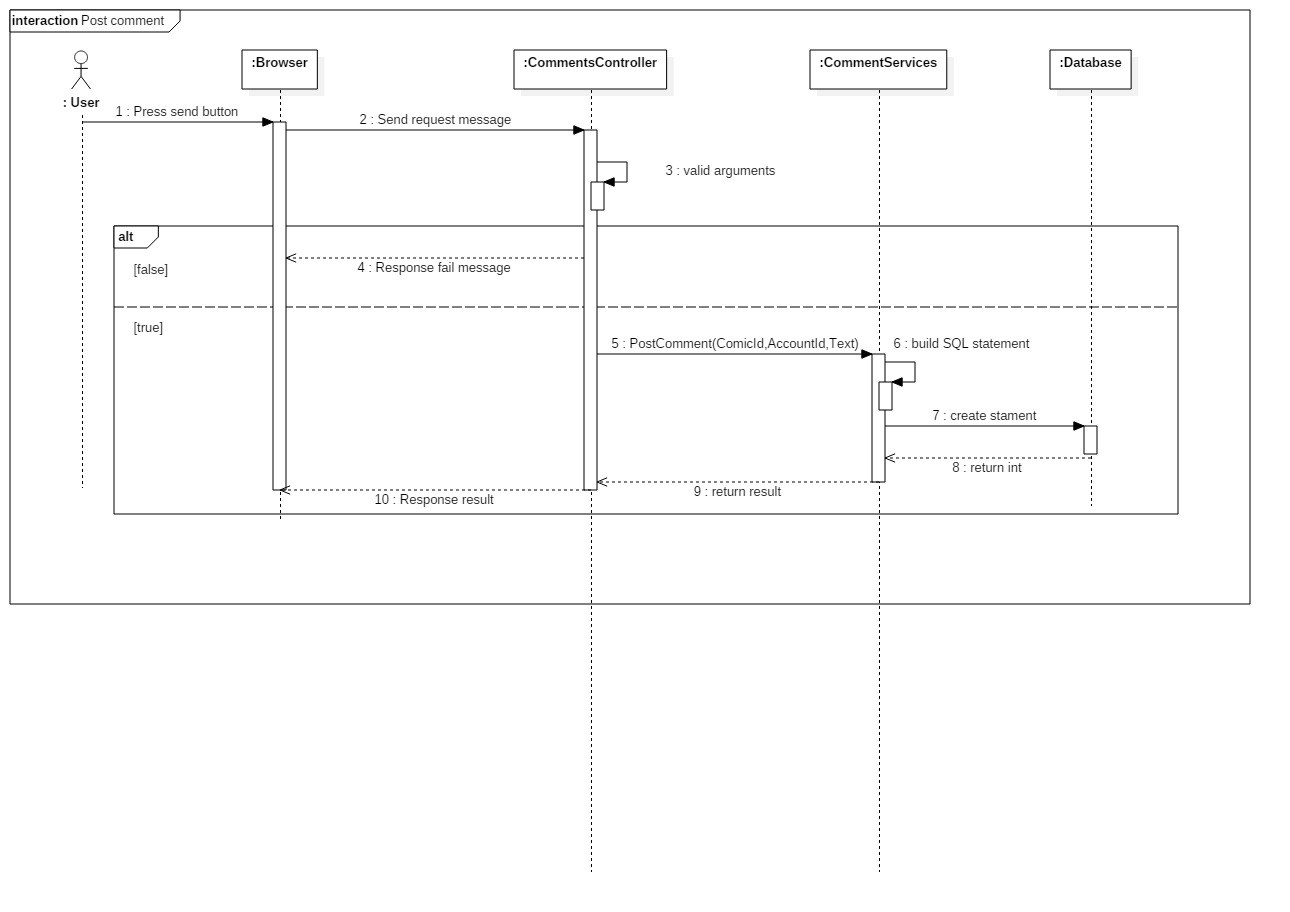 interaction Post comment
:Browser
:CommentsController
:CommentServices
:Database
: User
1 : Press send button
2 : Send request message
3 : valid arguments
alt
[false]
4 : Response fail message
[true]
5 : PostComment(ComicId,AccountId,Text)
6 : build SQL statement
7 : create stament
8 : return int
9 : return result
10 : Response result